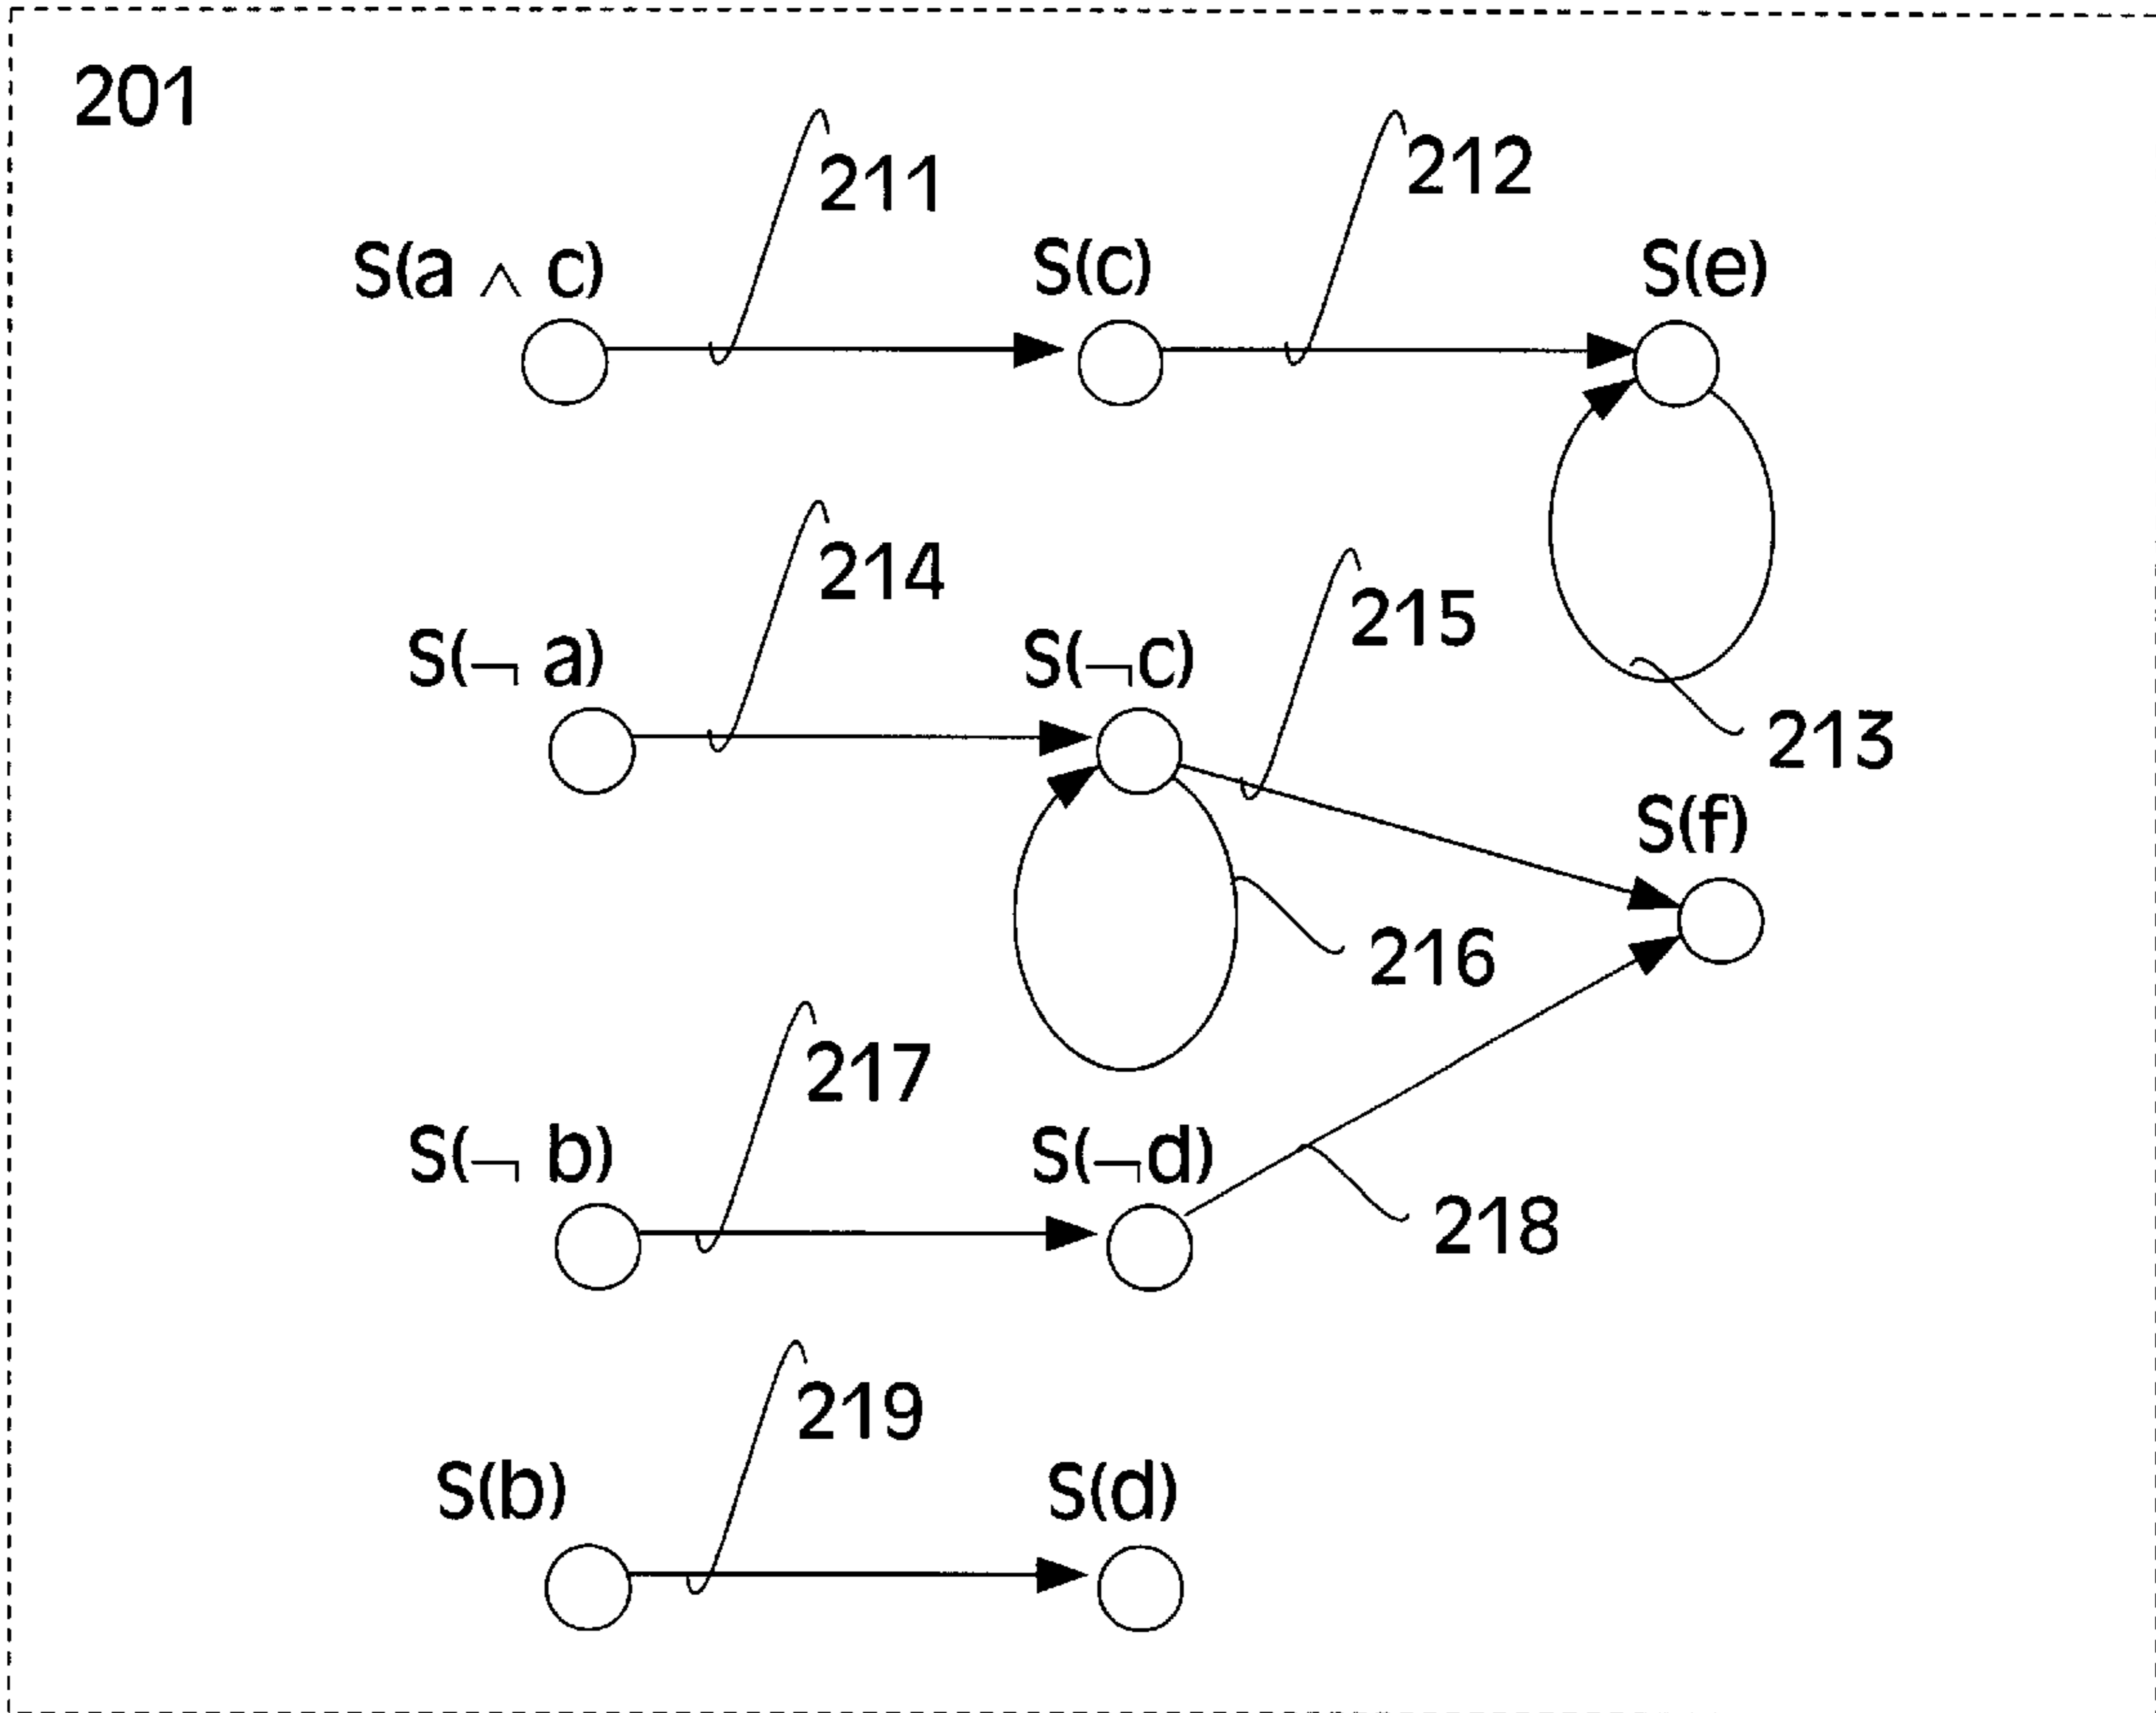 201
211
212
S(a ∧ c)
S(c)
S(e)
214
215
S(¬ a)
S(¬c)
213
S(f)
216
217
S(¬ b)
S(¬d)
218
219
S(b)
S(d)